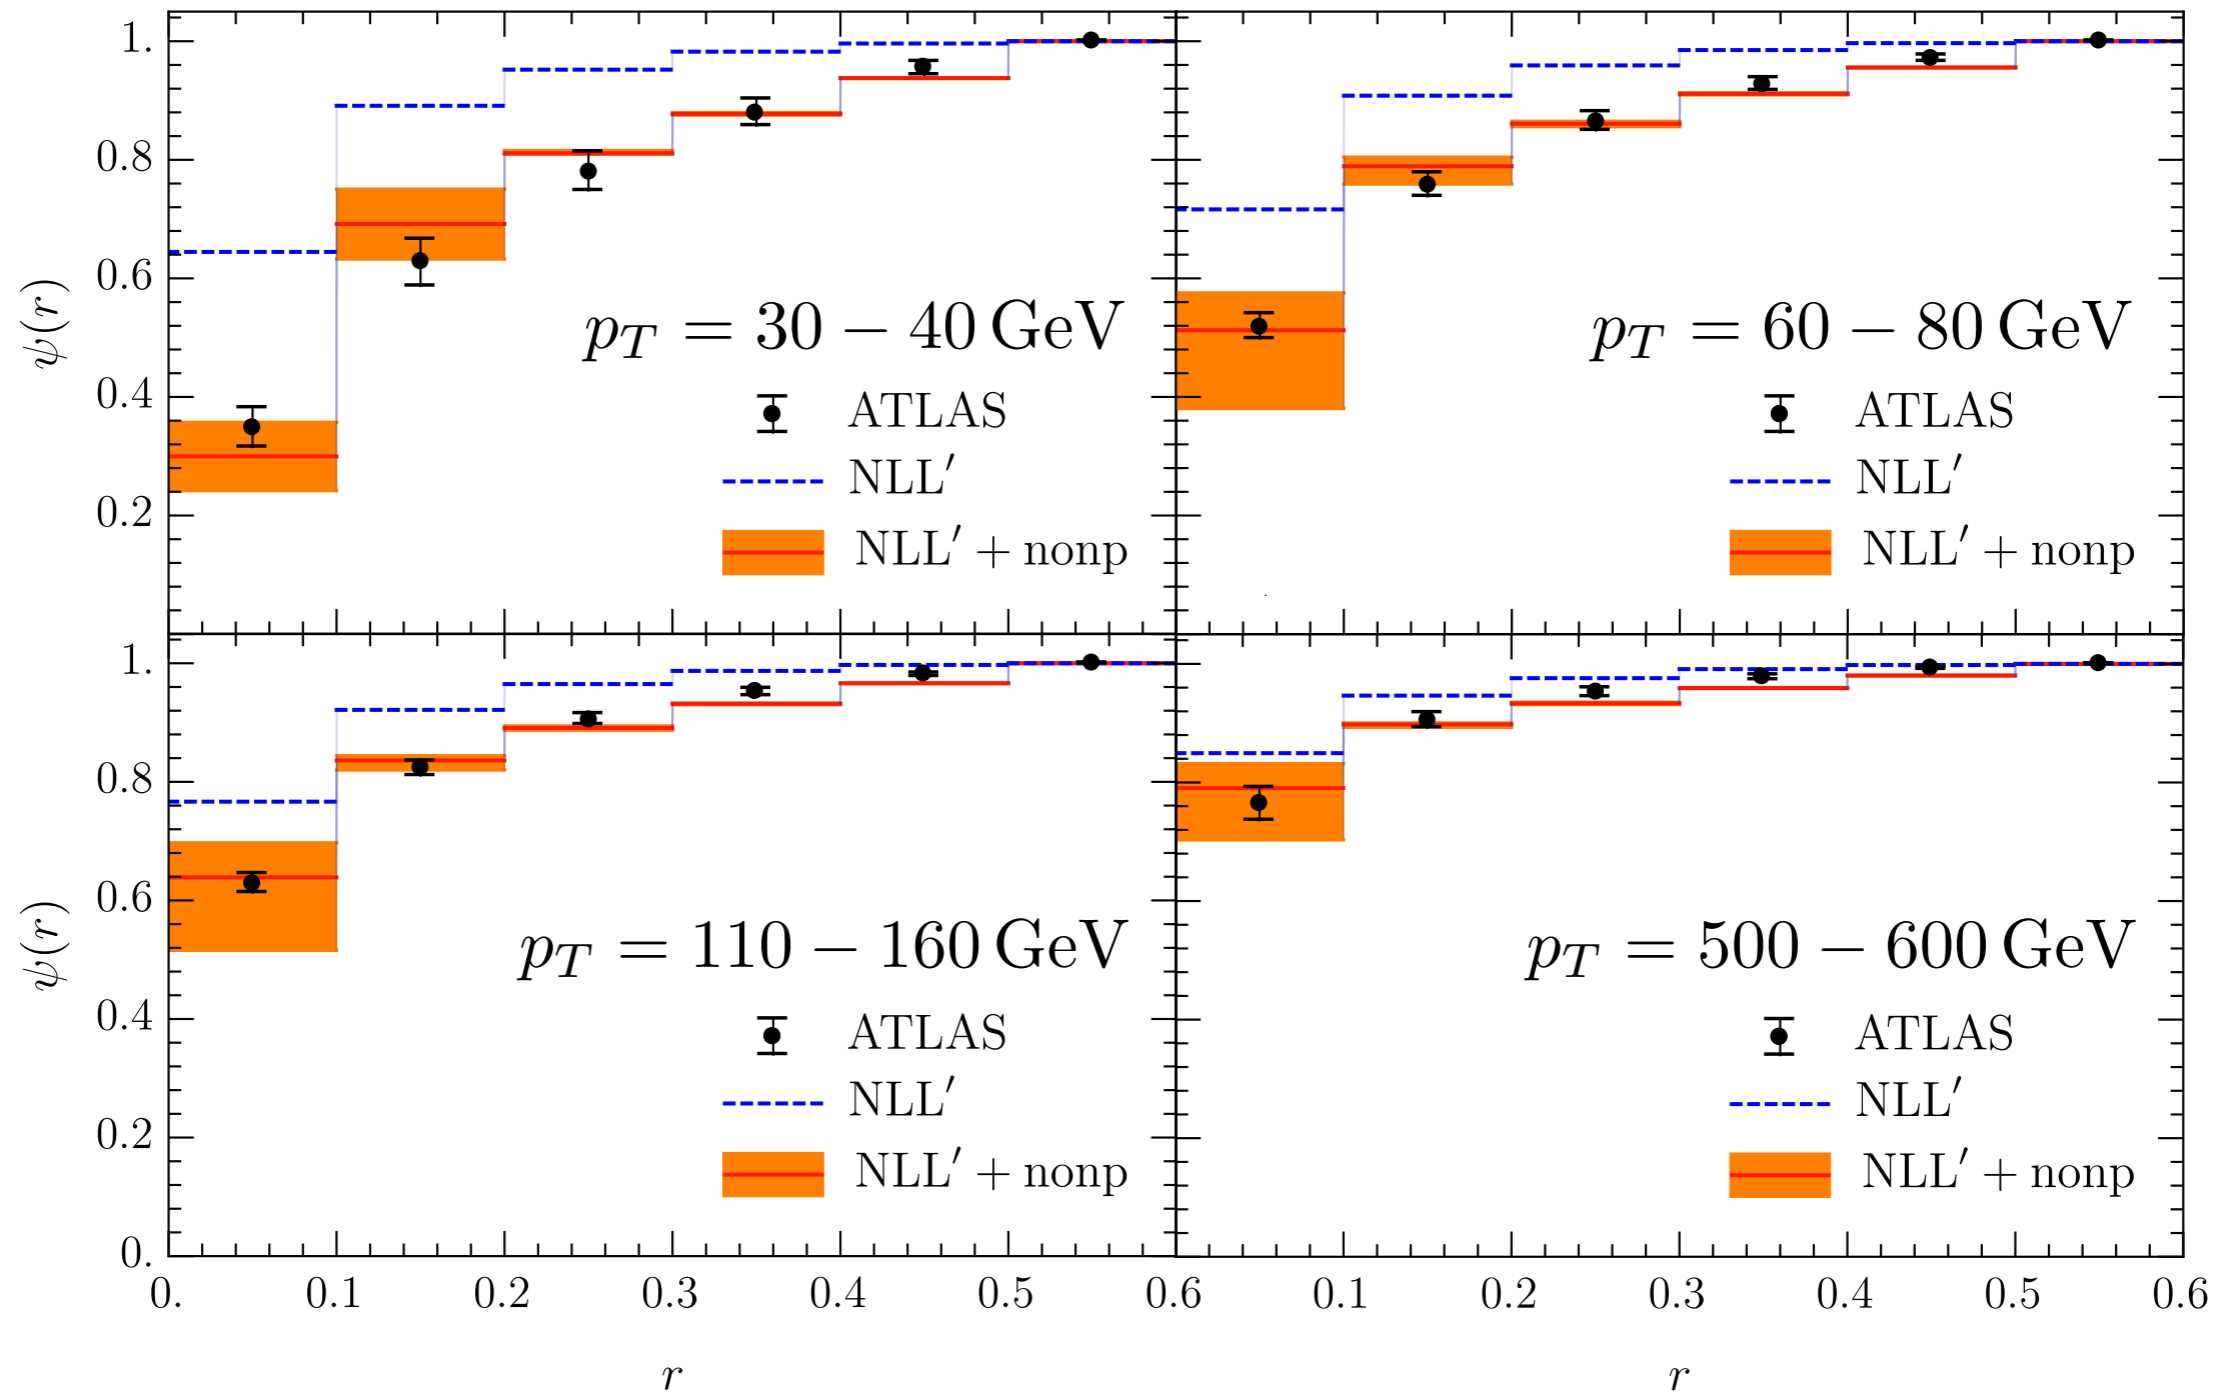 1.
0.8
0.6
0.4
0.2
ψ(r)
p_T = 30 − 40 GeV
ATLAS
NLL′
NLL′ + nonp
p_T = 60 − 80 GeV
ATLAS
NLL′
NLL′ + nonp
1.
0.8
0.6
0.4
0.2
0.
ψ(r)
p_T = 110 − 160 GeV
ATLAS
NLL′
NLL′ + nonp
p_T = 500 − 600 GeV
ATLAS
NLL′
NLL′ + nonp
0. 0.1 0.2 0.3 0.4 0.5 0.6 0.1 0.2 0.3 0.4 0.5 0.6
r r